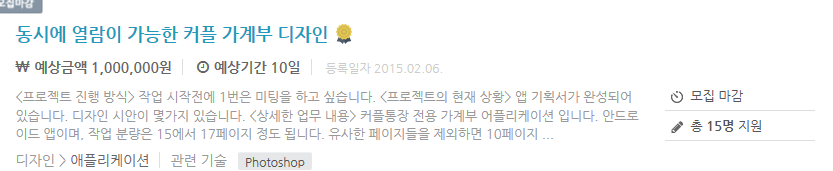 모집마감
동시에 열람이 가능한 커플 가계부 디자인
₩ 예상금액 1,000,000원 예상기간 10일 등록일자 2015.02.06.
<프로젝트 진행 방식> 작업 시작전에 1번은 미팅을 하고 싶습니다. <프로젝트의 현재 상황> 앱 기획서가 완성되어
있습니다. 디자인 시안이 몇가지 있습니다. <상세한 업무 내용> 커플통장 전용 가계부 어플리케이션 입니다. 안드로
이드 앱이며, 작업 분량은 15에서 17페이지 정도 됩니다. 유사한 페이지들을 제외하면 10페이지 ...
디자인 > 애플리케이션 관련 기술 Photoshop
모집 마감
총 15명 지원